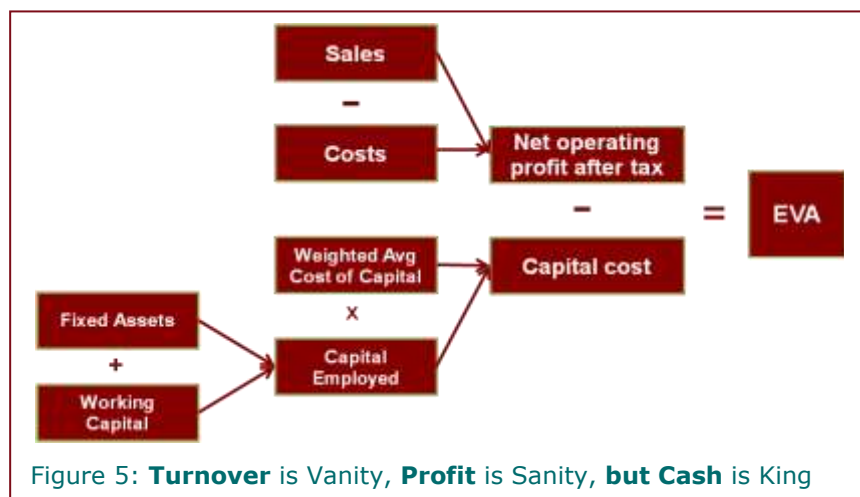 Sales
−
Costs
Net operating
profit after tax
−
=
EVA
Weighted Avg
Cost of Capital
x
Capital cost
Fixed Assets
+
Working
Capital
Capital
Employed
Figure 5: Turnover is Vanity, Profit is Sanity, but Cash is King